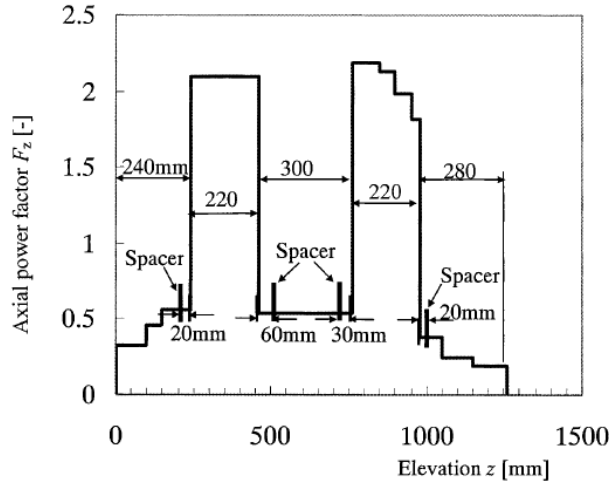 2.5
2
1.5
1
0.5
0
Axial power factor Fz [-]
240mm
300
280
220
220
Spacer
Spacer
Spacer
20mm
60mm
30mm
20mm
0
500
1000
1500
Elevation z [mm]